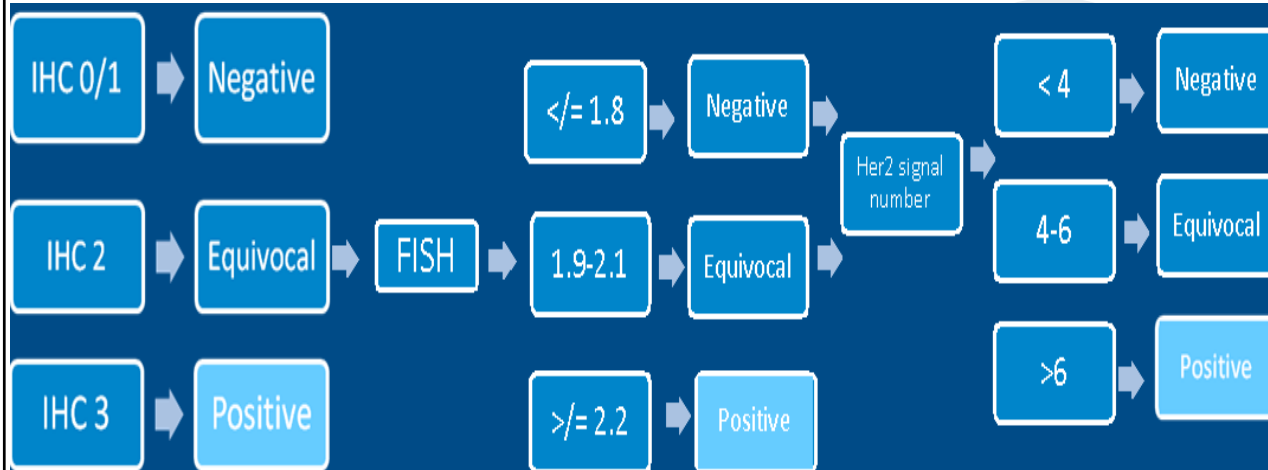 IHC 0/1
Negative
IHC 2
Equivocal
IHC 3
Positive
FISH
</= 1.8
Negative
1.9-2.1
Equivocal
>/= 2.2
Positive
Her2 signal
number
< 4
Negative
4-6
Equivocal
>6
Positive